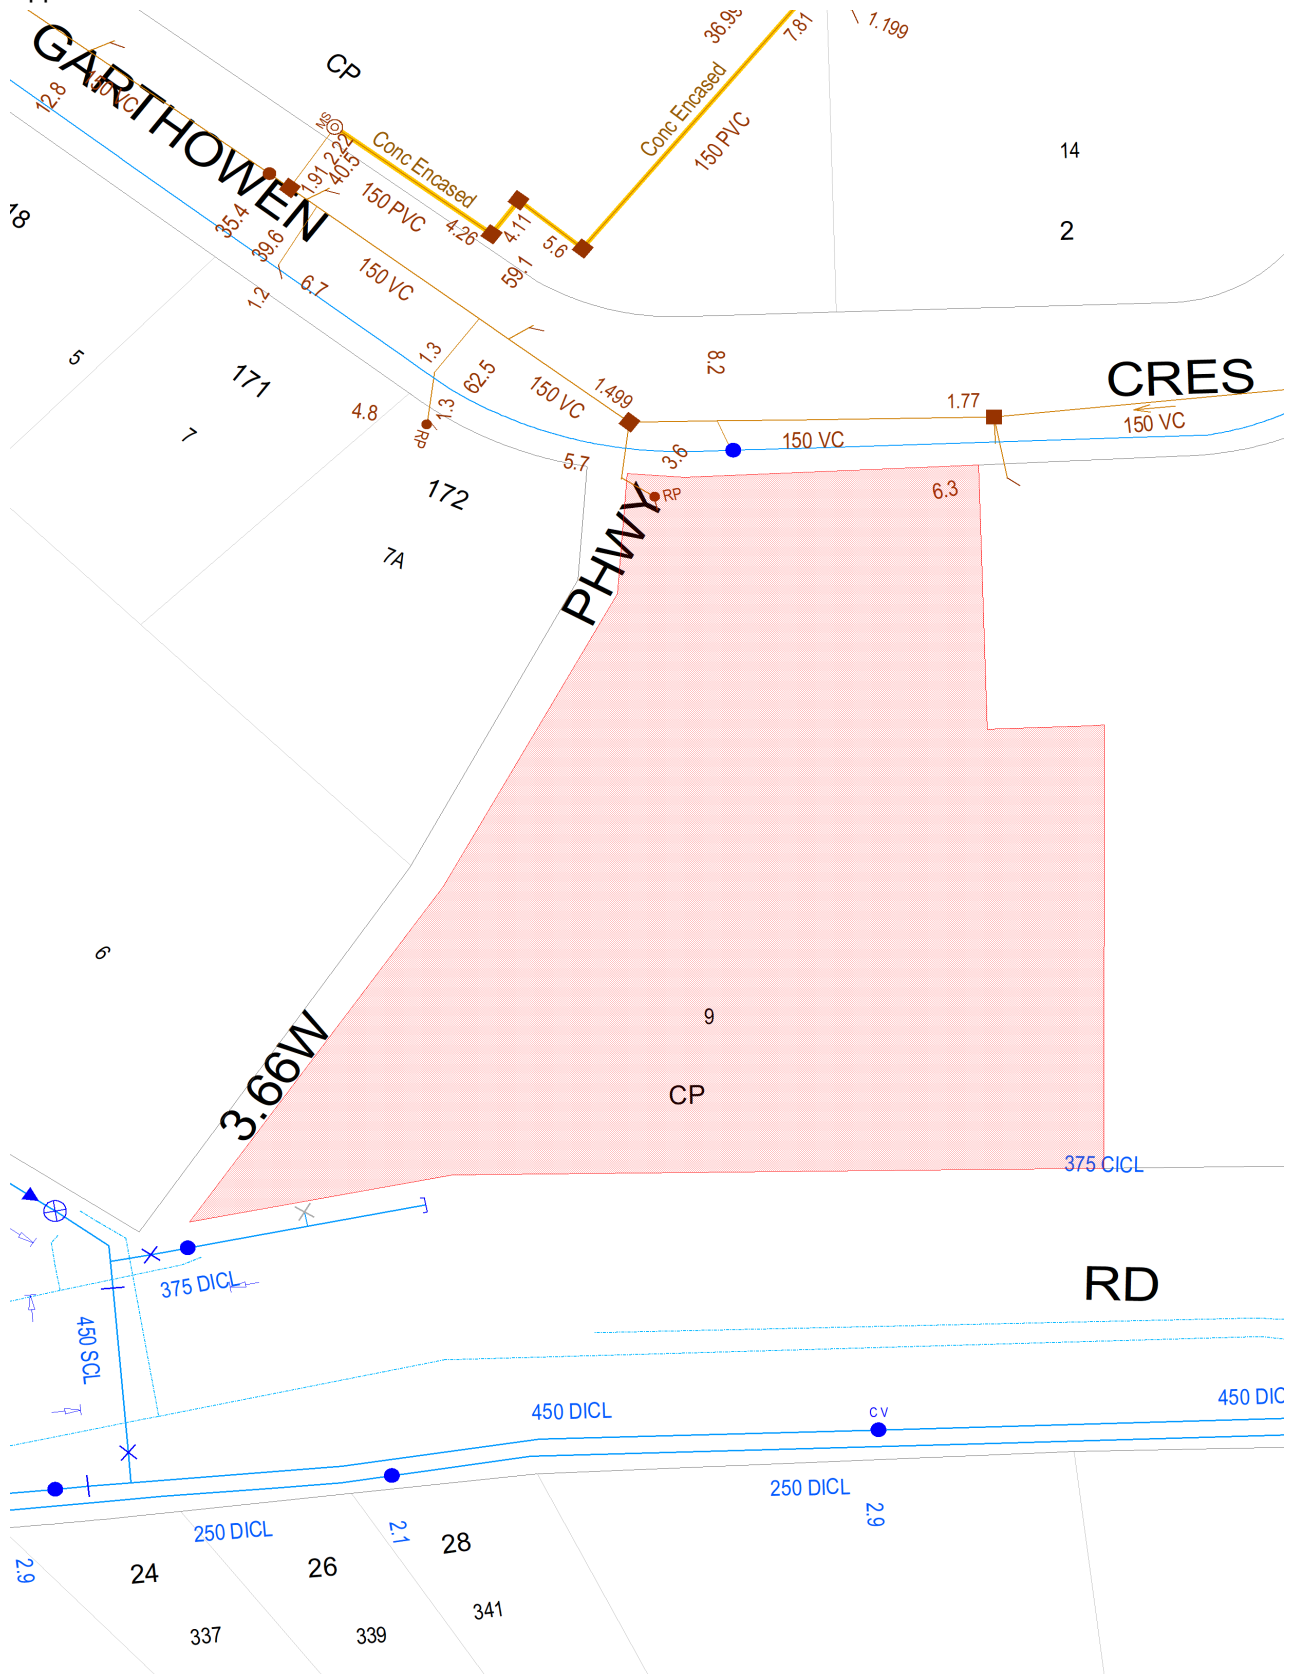 GARTHOWEN
CP
36.99
7.81
1.199
12.8
150 VC
MS
Conc Encased
Conc Encased
150 PVC
14
2
18
1.91
2.22
40.5
150 PVC
35.4
39.6
4.26
4.11
5.6
59.1
6.7
150 VC
1.2
5
171
1.3
62.5
8.2
CRES
4.8
1.3
RP
150 VC
1.499
1.77
150 VC
150 VC
7
172
5.7
3.6
RP
6.3
7A
PHWY
6
9
3.66W
CP
375 CICL
375 DICL
RD
450 SCL
450 DICL
CV
450 DIC
250 DICL
250 DICL
2.1
2.9
2.9
24
26
28
337
339
341